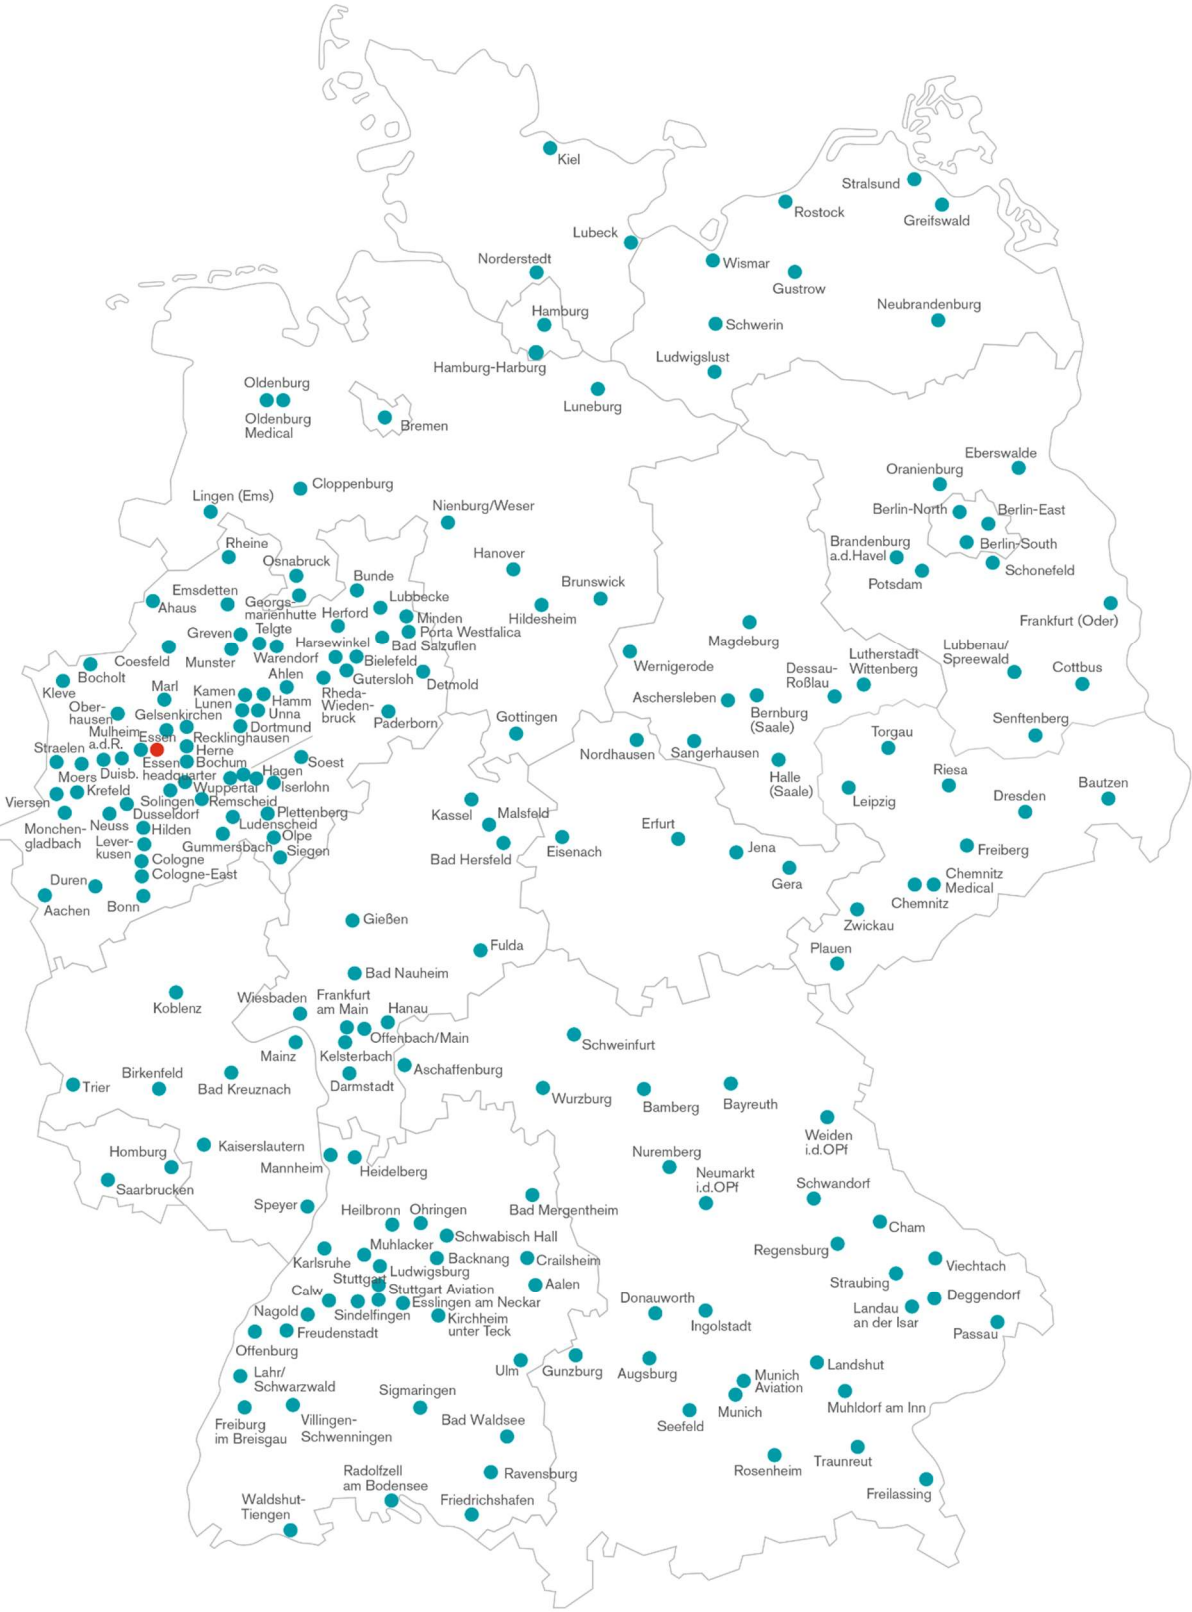 Kiel
Stralsund
Rostock
Greifswald
Lubeck
Norderstedt
Wismar
Gustrow
Hamburg
Neubrandenburg
Schwerin
Hamburg-Harburg
Ludwigslust
Oldenburg
Luneburg
Oldenburg
Medical
Bremen
Eberswalde
Oranienburg
Cloppenburg
Lingen (Ems)
Nienburg/Weser
Berlin-North
Berlin-East
Rheine
Hanover
Brandenburg
a.d.Havel
Berlin-South
Osnabruck
Schonefeld
Bunde
Brunswick
Potsdam
Emsdetten
Lubbecke
Ahaus
Georgs-
marienhutte
Herford
Minden
Hildesheim
Frankfurt (Oder)
Greven
Telgte
Porta Westfalica
Harsewinkel
Bad Salzuflen
Magdeburg
Lubbenau/
Spreewald
Coesfeld
Munster
Warendorf
Bielefeld
Wernigerode
Dessau-
Roßlau
Lutherstadt
Wittenberg
Cottbus
Bocholt
Ahlen
Gutersloh
Detmold
Kleve
Marl
Kamen
Hamm
Rheda-
Wieden-
bruck
Aschersleben
Bernburg
(Saale)
Ober-
hausen
Lunen
Unna
Paderborn
Gottingen
Senftenberg
Gelsenkirchen
Dortmund
Mulheim
a.d.R.
Essen
Recklinghausen
Torgau
Straelen
Herne
Nordhausen
Sangerhausen
Essen
headquarter
Bochum
Soest
Moers
Duisb.
Hagen
Halle
(Saale)
Riesa
Bautzen
Krefeld
Wuppertal
Iserlohn
Leipzig
Dresden
Viersen
Solingen
Remscheid
Kassel
Malsfeld
Dusseldorf
Plettenberg
Erfurt
Monchen-
gladbach
Neuss
Hilden
Ludenscheid
Olpe
Lever-
kusen
Gummersbach
Siegen
Bad Hersfeld
Eisenach
Jena
Freiberg
Cologne
Cologne-East
Gera
Chemnitz
Medical
Duren
Chemnitz
Aachen
Bonn
Zwickau
Gießen
Fulda
Plauen
Bad Nauheim
Koblenz
Wiesbaden
Frankfurt
am Main
Hanau
Offenbach/Main
Schweinfurt
Mainz
Kelsterbach
Aschaffenburg
Trier
Birkenfeld
Bad Kreuznach
Darmstadt
Wurzburg
Bamberg
Bayreuth
Weiden
i.d.OPf
Homburg
Kaiserslautern
Mannheim
Heidelberg
Nuremberg
Neumarkt
i.d.OPf
Saarbrucken
Schwandorf
Speyer
Heilbronn
Ohringen
Bad Mergentheim
Cham
Muhlacker
Schwabisch Hall
Regensburg
Karlsruhe
Backnang
Crailsheim
Viechtach
Ludwigsburg
Stuttgart
Straubing
Calw
Stuttgart Aviation
Aalen
Deggendorf
Nagold
Sindelfingen
Esslingen am Neckar
Donauworth
Landau
an der Isar
Freudenstadt
Kirchheim
unter Teck
Ingolstadt
Passau
Offenburg
Lahr/
Schwarzwald
Ulm
Gunzburg
Augsburg
Landshut
Sigmaringen
Munich
Aviation
Freiburg
im Breisgau
Villingen-
Schwenningen
Bad Waldsee
Munich
Muhldorf am Inn
Seefeld
Radolfzell
am Bodensee
Ravensburg
Rosenheim
Traunreut
Waldshut-
Tiengen
Friedrichshafen
Freilassing